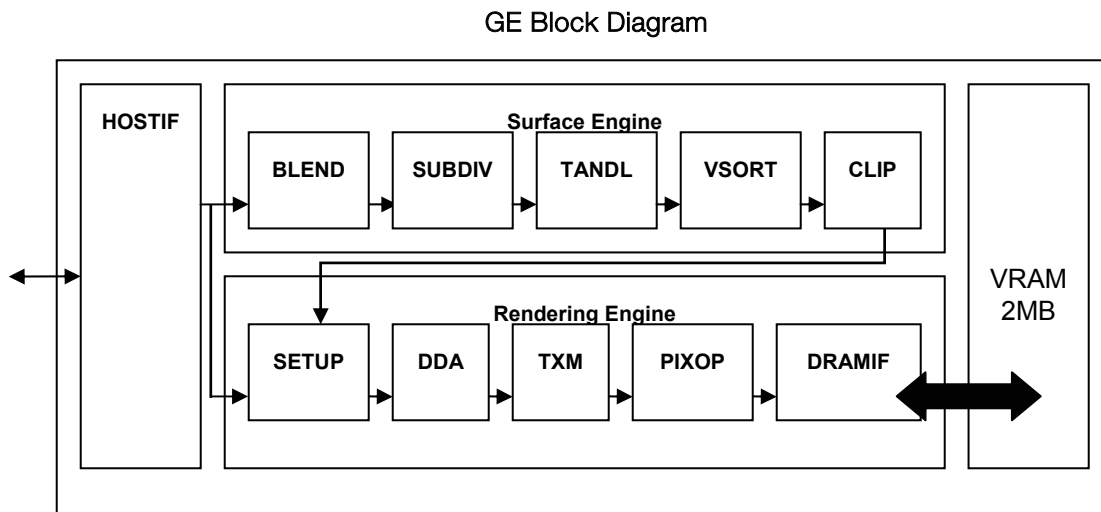 GE Block Diagram
HOSTIF
Surface Engine
BLEND
SUBDIV
TANDL
VSORT
CLIP
Rendering Engine
SETUP
DDA
TXM
PIXOP
DRAMIF
VRAM
2MB